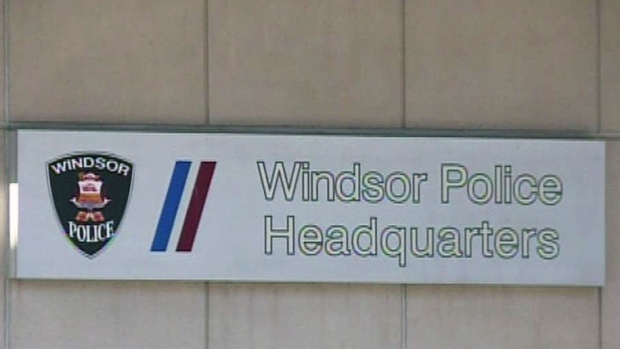 WINDSOR
POLICE
Windsor Police
Headquarters